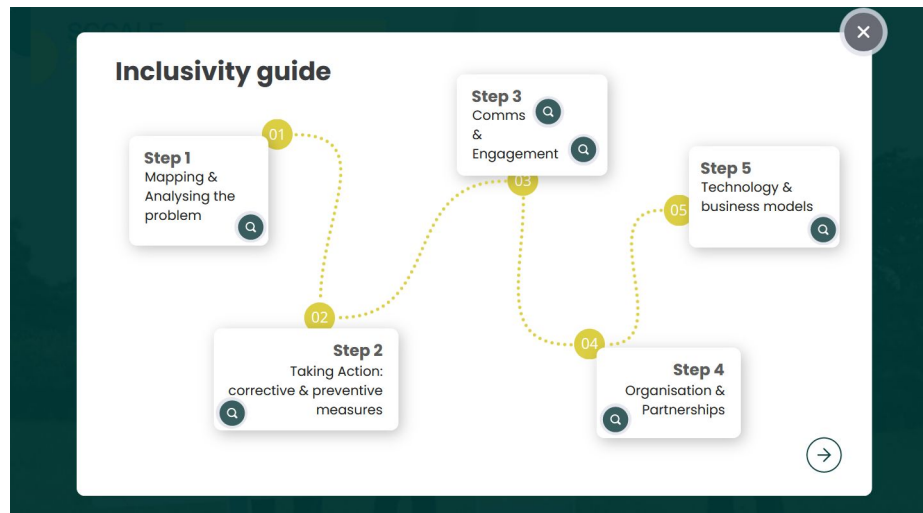 Inclusivity guide
01
Step 1
Mapping &
Analysing the
problem
02
Step 2
Taking Action:
corrective & preventive
measures
Step 3
Comms
&
Engagement
03
04
Step 4
Organisation &
Partnerships
05
Step 5
Technology &
business models